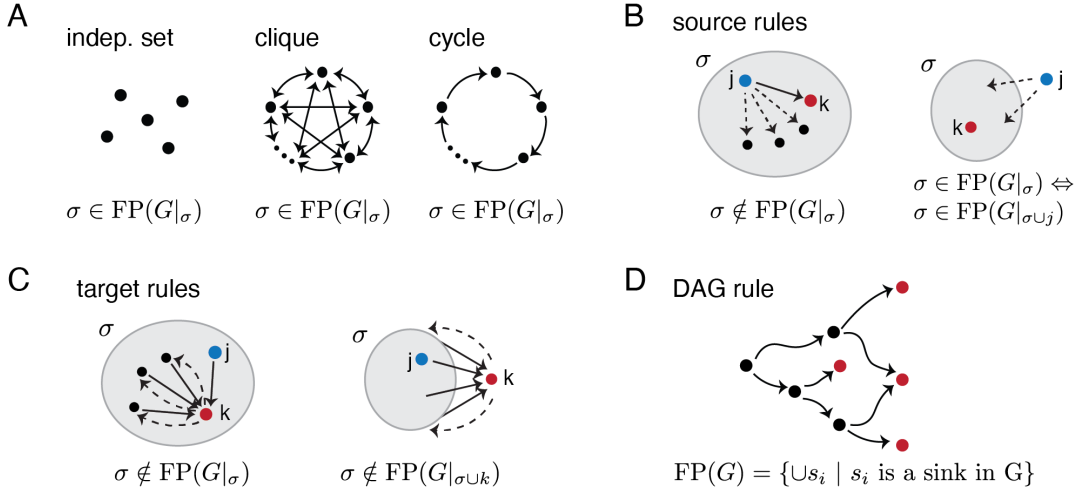 A
indep. set
clique
cycle
σ ∈ FP(G|σ)
σ ∈ FP(G|σ)
σ ∈ FP(G|σ)
B
source rules
σ
j
k
σ ∉ FP(G|σ)
σ
j
k
σ ∈ FP(G|σ) ⇔
σ ∈ FP(G|σ∪j)
C
target rules
σ
j
k
σ ∉ FP(G|σ)
σ
j
k
σ ∉ FP(G|σ∪k)
D
DAG rule
FP(G) = {∪sᵢ | sᵢ is a sink in G}